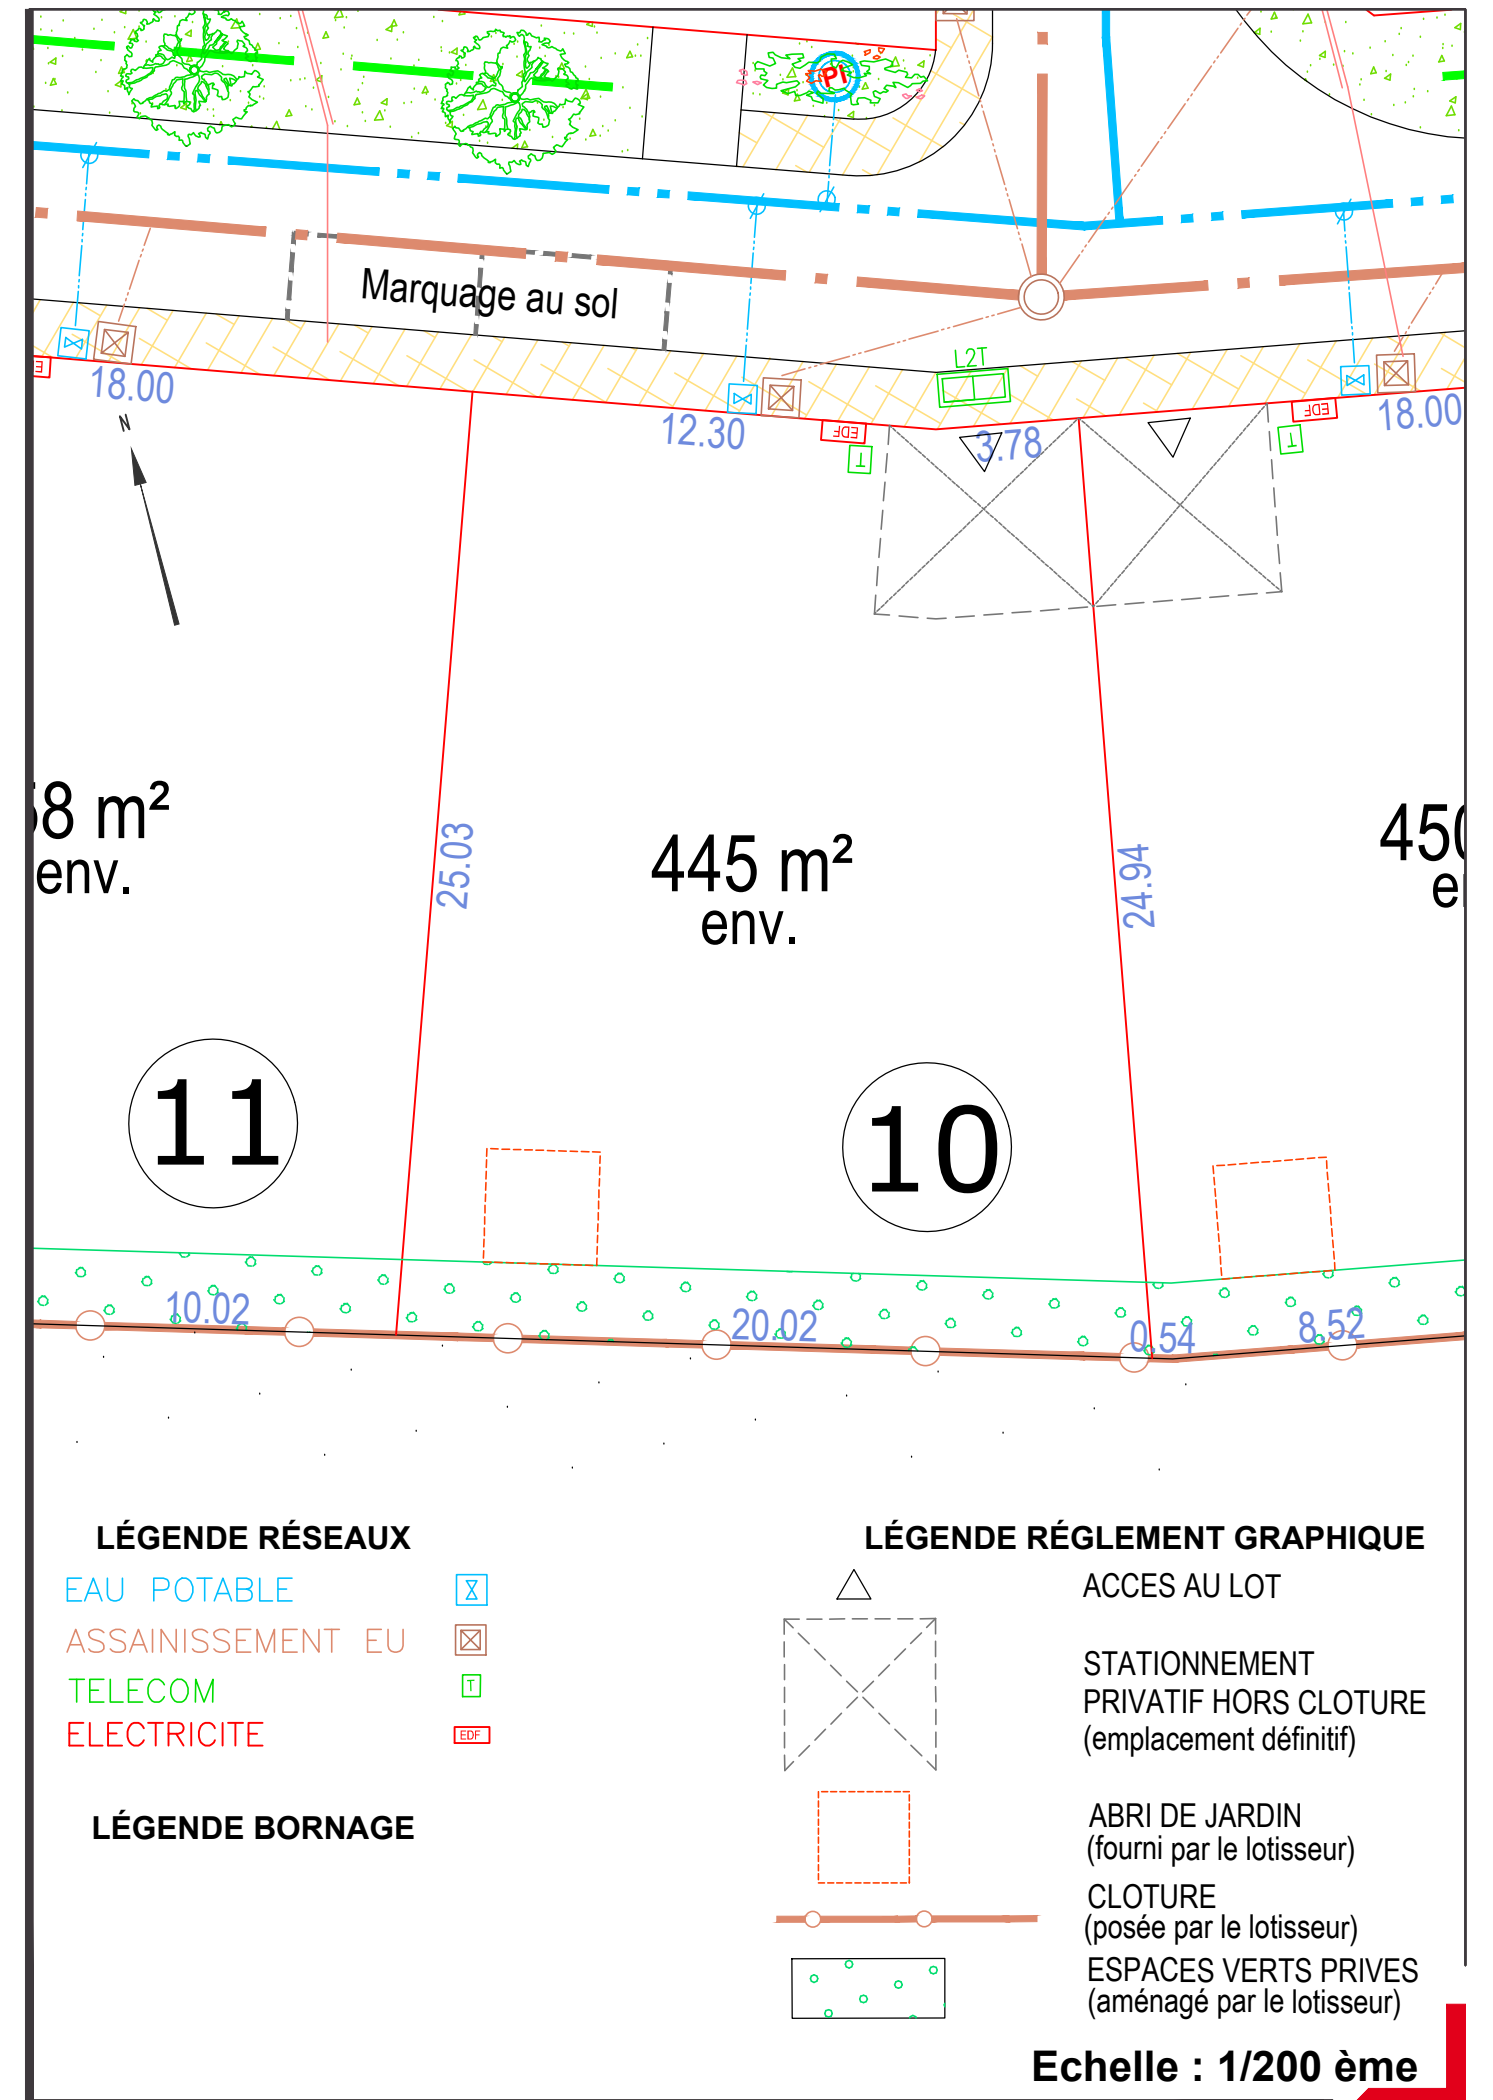 Pi
Marquage au sol
L2T
18.00
12.30
EDF
T
3.78
EDF
T
18.00
N
8 m²
env.
445 m²
env.
450
25.03
24.94
11
10
10.02
20.02
0.54
8.52
LÉGENDE RÉSEAUX
EAU POTABLE
ASSAINISSEMENT EU
TELECOM
T
ELECTRICITE
EDF
LÉGENDE BORNAGE
LÉGENDE RÉGLEMENT GRAPHIQUE
ACCES AU LOT
STATIONNEMENT
PRIVATIF HORS CLOTURE
(emplacement définitif)
ABRI DE JARDIN
(fourni par le lotisseur)
CLOTURE
(posée par le lotisseur)
ESPACES VERTS PRIVES
(aménagé par le lotisseur)
Echelle : 1/200 ème